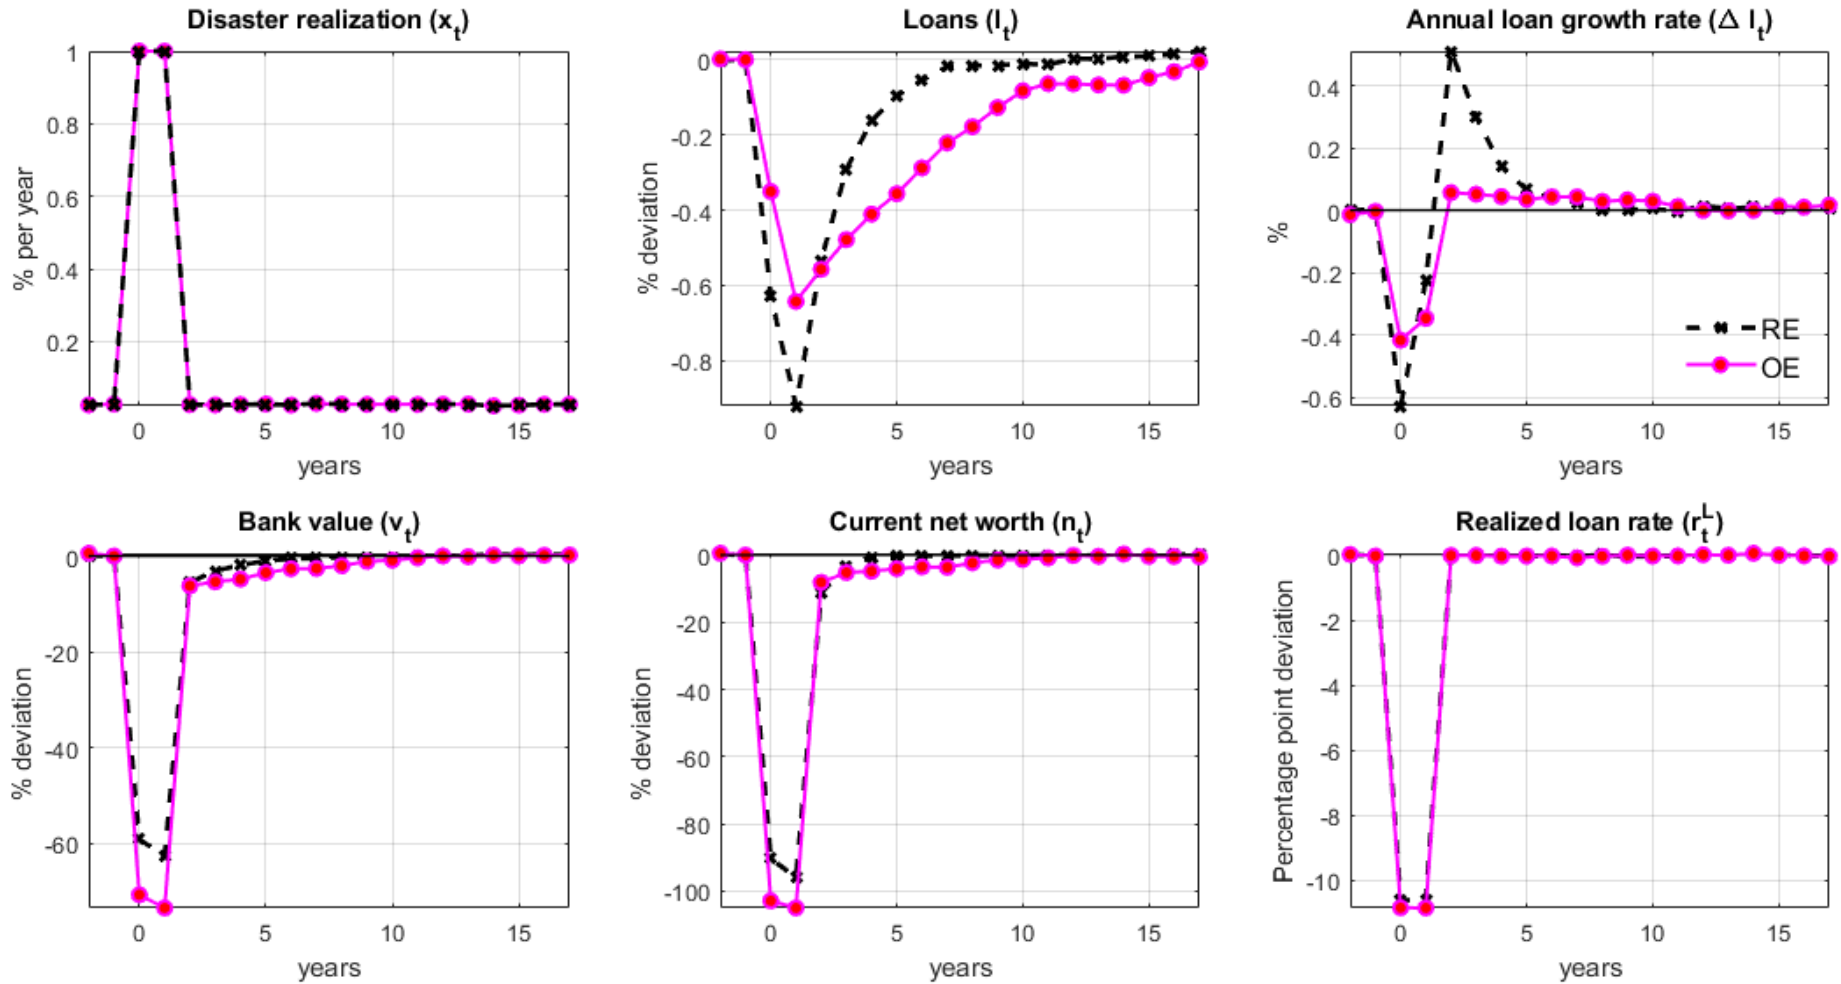 Disaster realization (x_t)
% per year
1
0.8
0.6
0.4
0.2
0 5 10 15
years
Loans (l_t)
% deviation
0
-0.2
-0.4
-0.6
-0.8
0 5 10 15
years
Annual loan growth rate (Δ l_t)
%
0.4
0.2
0
-0.2
-0.4
-0.6
RE
OE
0 5 10 15
years
Bank value (v_t)
% deviation
0
-20
-40
-60
0 5 10 15
years
Current net worth (n_t)
% deviation
0
-20
-40
-60
-80
-100
0 5 10 15
years
Realized loan rate (r_t^L)
Percentage point deviation
0
-2
-4
-6
-8
-10
0 5 10 15
years